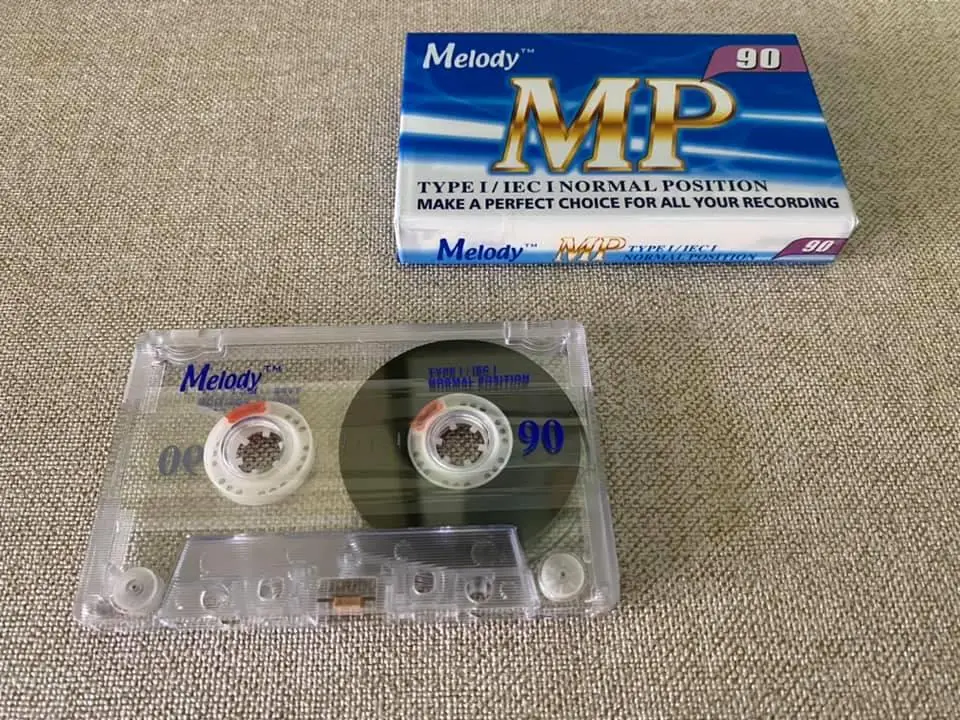 Melody™
90
MP
TYPE I / IEC I NORMAL POSITION
MAKE A PERFECT CHOICE FOR ALL YOUR RECORDING
Melody™ MP TYPE I / IEC I
NORMAL POSITION
90
Melody™
TYPE I / IEC I
NORMAL POSITION
90
90